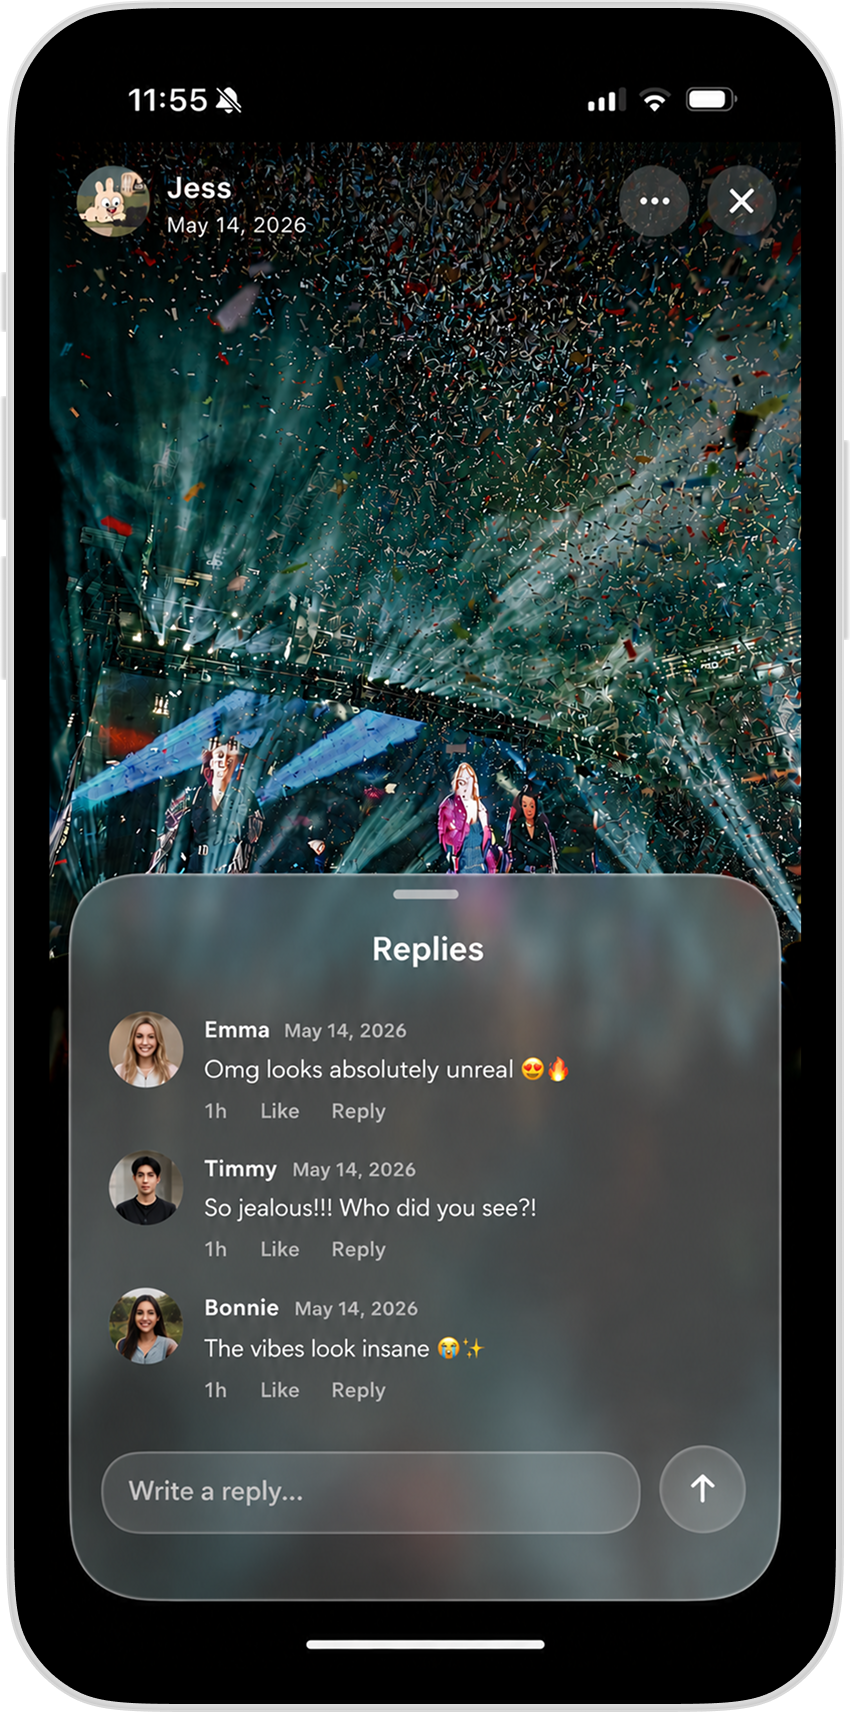 11:55
Jess
May 14, 2026
Replies
Emma May 14, 2026
Omg looks absolutely unreal 😍🔥
1h Like Reply
Timmy May 14, 2026
So jealous!!! Who did you see?!
1h Like Reply
Bonnie May 14, 2026
The vibes look insane 😭✨
1h Like Reply
Write a reply...